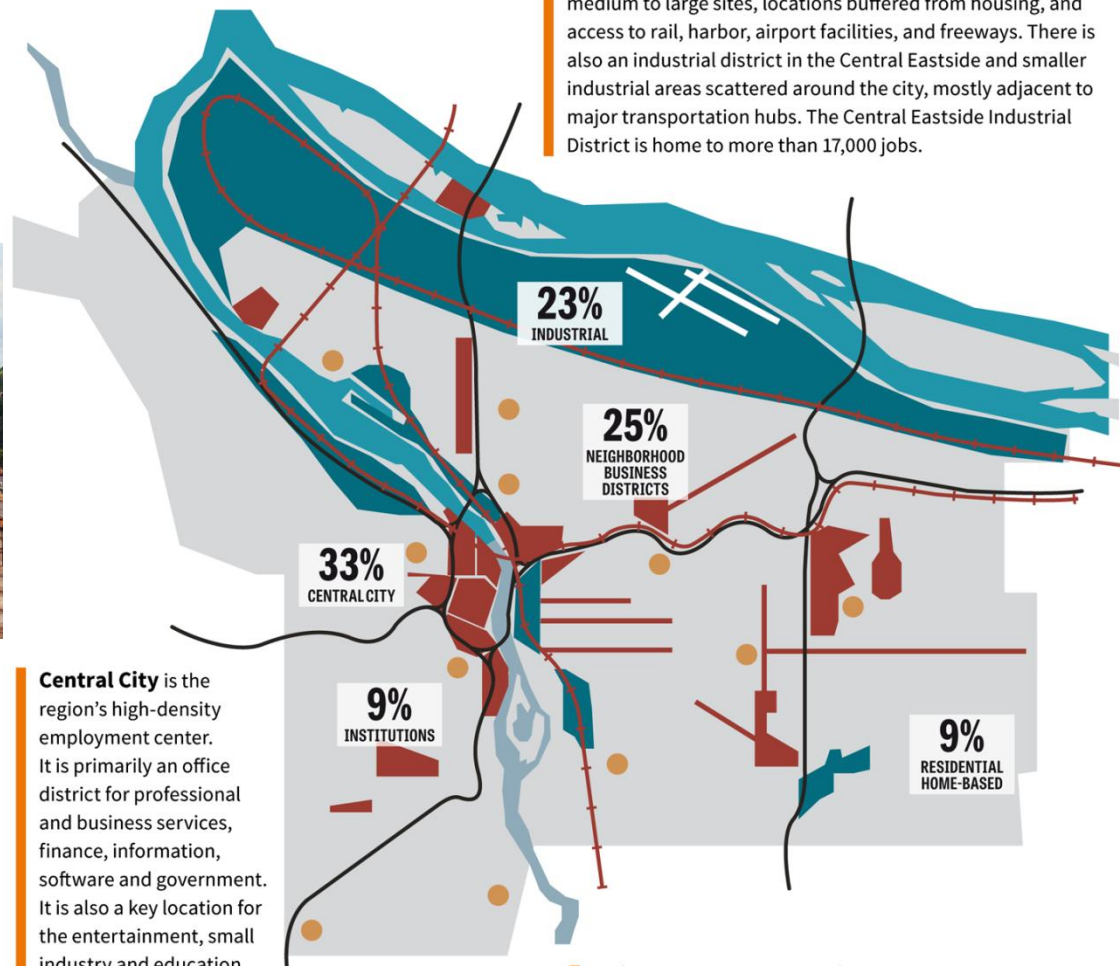 medium to large sites, locations buffered from housing, and
access to rail, harbor, airport facilities, and freeways. There is
also an industrial district in the Central Eastside and smaller
industrial areas scattered around the city, mostly adjacent to
major transportation hubs. The Central Eastside Industrial
District is home to more than 17,000 jobs.
23%
INDUSTRIAL
25%
NEIGHBORHOOD
BUSINESS
DISTRICTS
33%
CENTRAL CITY
9%
INSTITUTIONS
9%
RESIDENTIAL
HOME-BASED
Central City is the
region’s high-density
employment center.
It is primarily an office
district for professional
and business services,
finance, information,
software and government.
It is also a key location for
the entertainment, small
industry and education